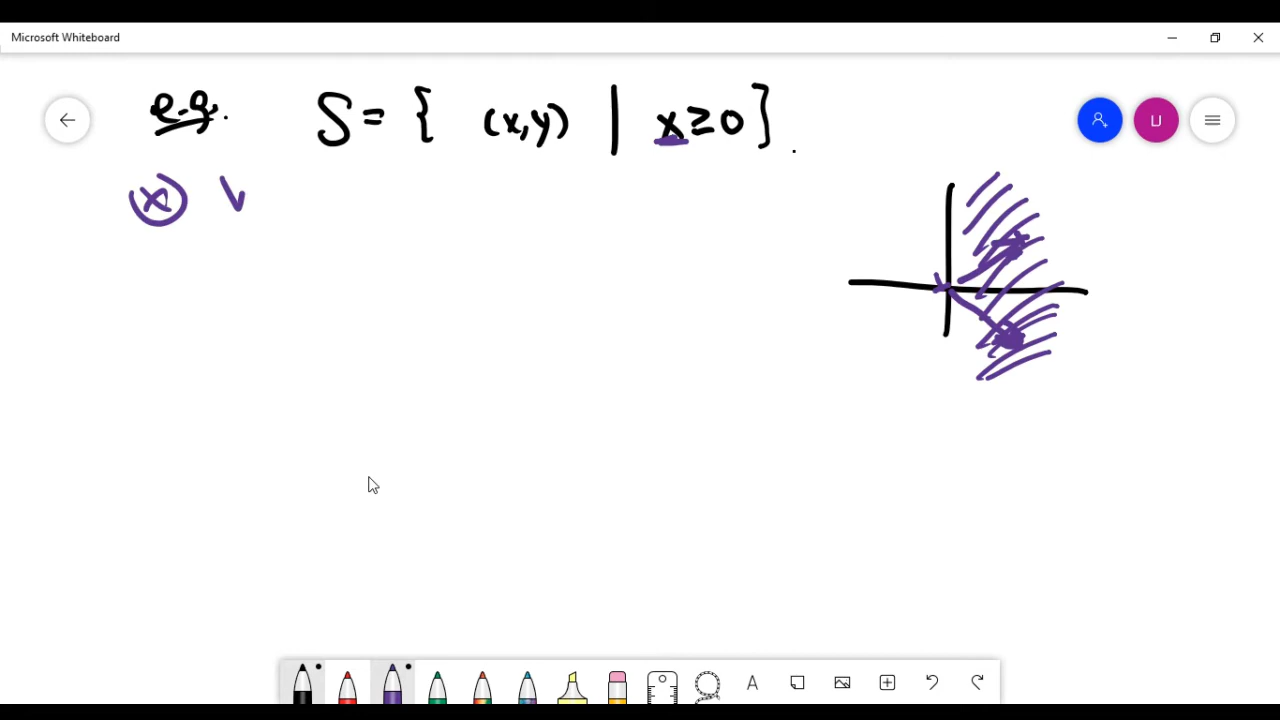 Microsoft Whiteboard
e.g. S = { (x,y) | x ≥ 0 }.
ⓧ V
U
A